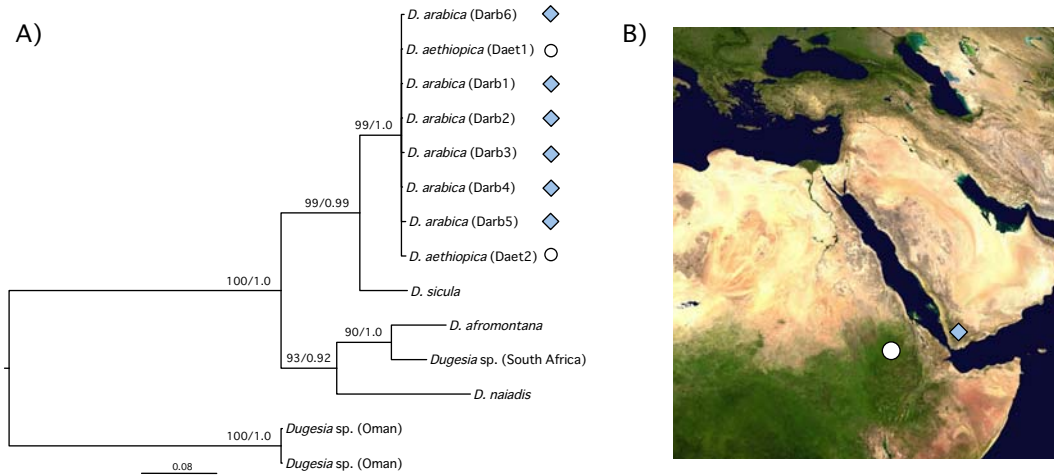 A)
B)
D. arabica (Darb6)
D. aethiopica (Daet1)
D. arabica (Darb1)
D. arabica (Darb2)
99/1.0
D. arabica (Darb3)
D. arabica (Darb4)
99/0.99
D. arabica (Darb5)
D. aethiopica (Daet2)
100/1.0
D. sicula
D. afromontana
90/1.0
Dugesia sp. (South Africa)
93/0.92
D. naiadis
Dugesia sp. (Oman)
100/1.0
Dugesia sp. (Oman)
0.08